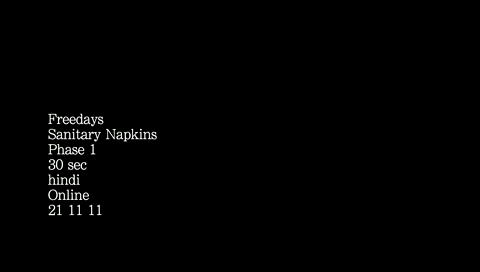 Freedays
Sanitary Napkins
Phase 1
30 sec
hindi
Online
21 11 11